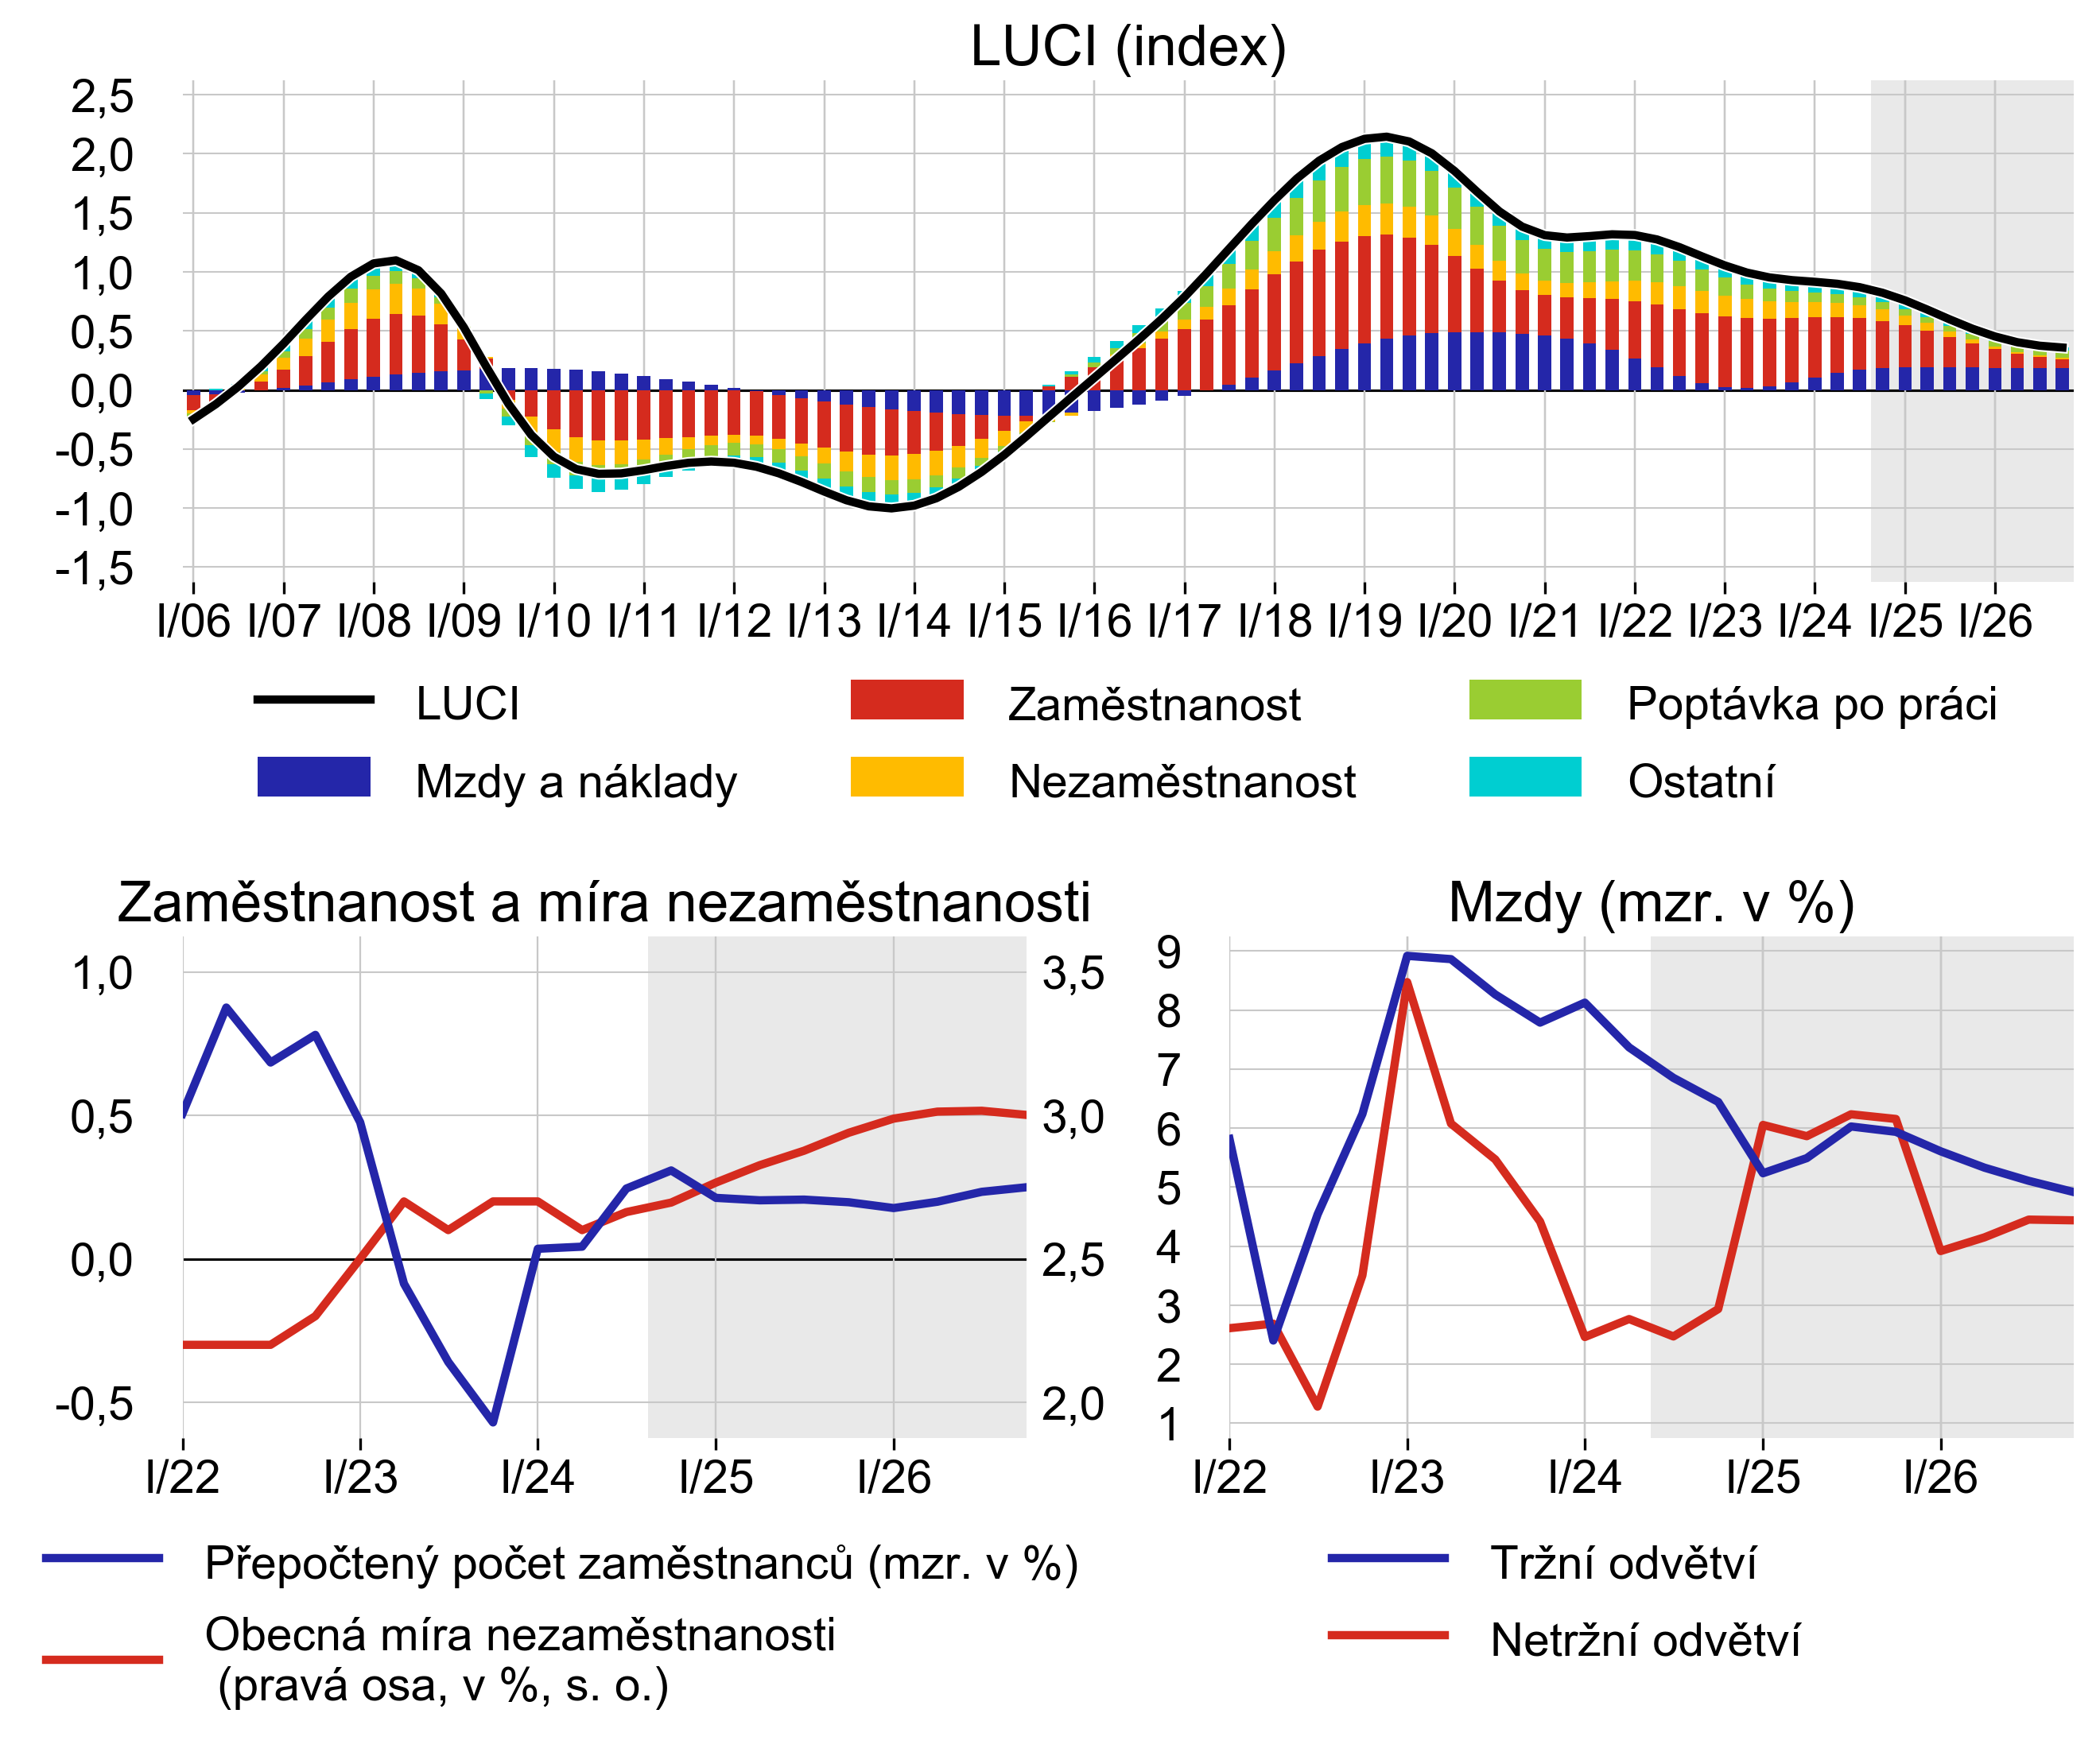 LUCI (index)
2,5
2,0
1,5
1,0
0,5
0,0
-0,5
-1,0
-1,5
I/06 I/07 I/08 I/09 I/10 I/11 I/12 I/13 I/14 I/15 I/16 I/17 I/18 I/19 I/20 I/21 I/22 I/23 I/24 I/25 I/26
LUCI Zaměstnanost Poptávka po práci
Mzdy a náklady Nezaměstnanost Ostatní
Zaměstnanost a míra nezaměstnanosti
1,0 3,5
0,5 3,0
0,0 2,5
-0,5 2,0
I/22 I/23 I/24 I/25 I/26
Přepočtený počet zaměstnanců (mzr. v %)
Obecná míra nezaměstnanosti
(pravá osa, v %, s. o.)
Mzdy (mzr. v %)
9
8
7
6
5
4
3
2
1
I/22 I/23 I/24 I/25 I/26
Tržní odvětví
Netržní odvětví